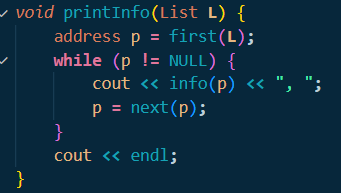 void printInfo(List L) {
    address p = first(L);
    while (p != NULL) {
        cout << info(p) << ", ";
        p = next(p);
    }
    cout << endl;
}